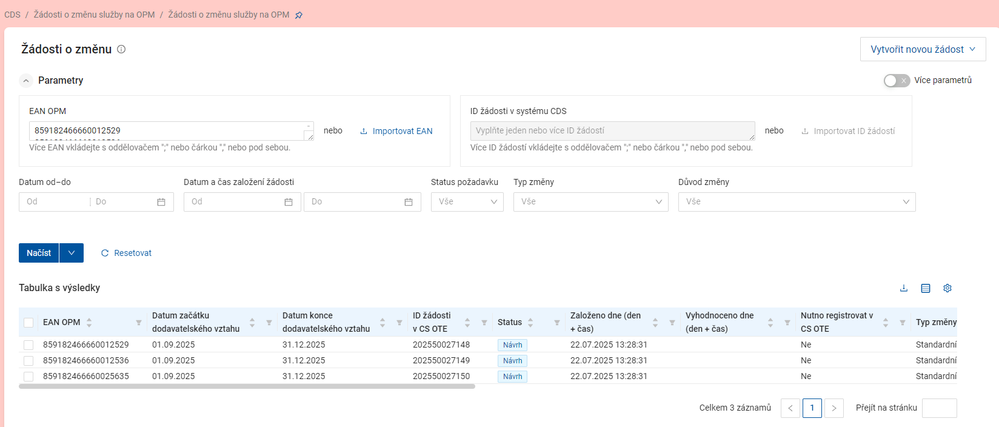 CDS / Žádosti o změnu služby na OPM / Žádosti o změnu služby na OPM
Žádosti o změnu
Vytvořit novou žádost
Parametry
Více parametrů
EAN OPM
859182466660012529
nebo
Importovat EAN
Více EAN vkládejte s oddělovačem ";" nebo čárkou "," nebo pod sebou.
ID žádosti v systému CDS
Vyplňte jeden nebo více ID žádostí
nebo
Importovat ID žádostí
Více ID žádostí vkládejte s oddělovačem ";" nebo čárkou "," nebo pod sebou.
Datum od–do
Od
Do
Datum a čas založení žádosti
Od
Do
Status požadavku
Vše
Typ změny
Vše
Důvod změny
Vše
Načíst
Resetovat
Tabulka s výsledky
EAN OPM
Datum začátku
dodavatelského vztahu
Datum konce
dodavatelského vztahu
ID žádosti
v CS OTE
Status
Založeno dne (den
+ čas)
Vyhodnoceno dne
(den + čas)
Nutno registrovat v
CS OTE
Typ změny
859182466660012529 01.09.2025 31.12.2025 202550027148 Návrh 22.07.2025 13:28:31 Ne Standardní
859182466660012536 01.09.2025 31.12.2025 202550027149 Návrh 22.07.2025 13:28:31 Ne Standardní
859182466660025635 01.09.2025 31.12.2025 202550027150 Návrh 22.07.2025 13:28:31 Ne Standardní
Celkem 3 záznamů < 1 > Přejít na stránku